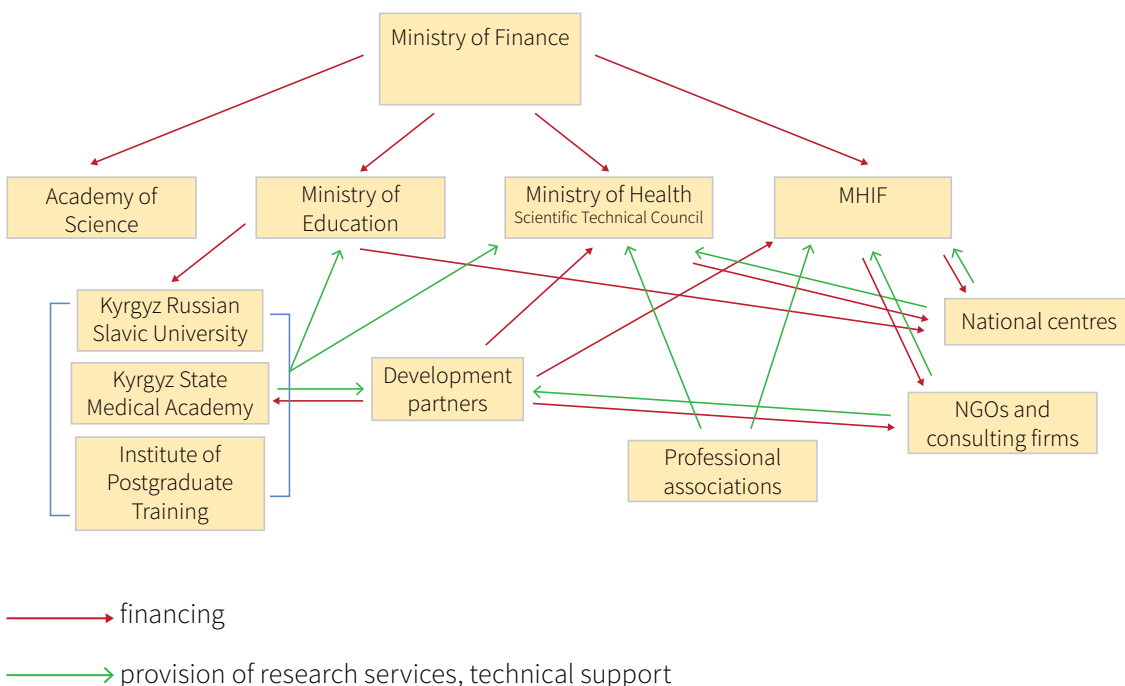 Ministry of Finance
Academy of
Science
Ministry of
Education
Ministry of Health
Scientific Technical Council
MHIF
Kyrgyz Russian
Slavic University
National centres
Kyrgyz State
Medical Academy
Development
partners
NGOs and
consulting firms
Institute of
Postgraduate
Training
Professional
associations
financing
provision of research services, technical support